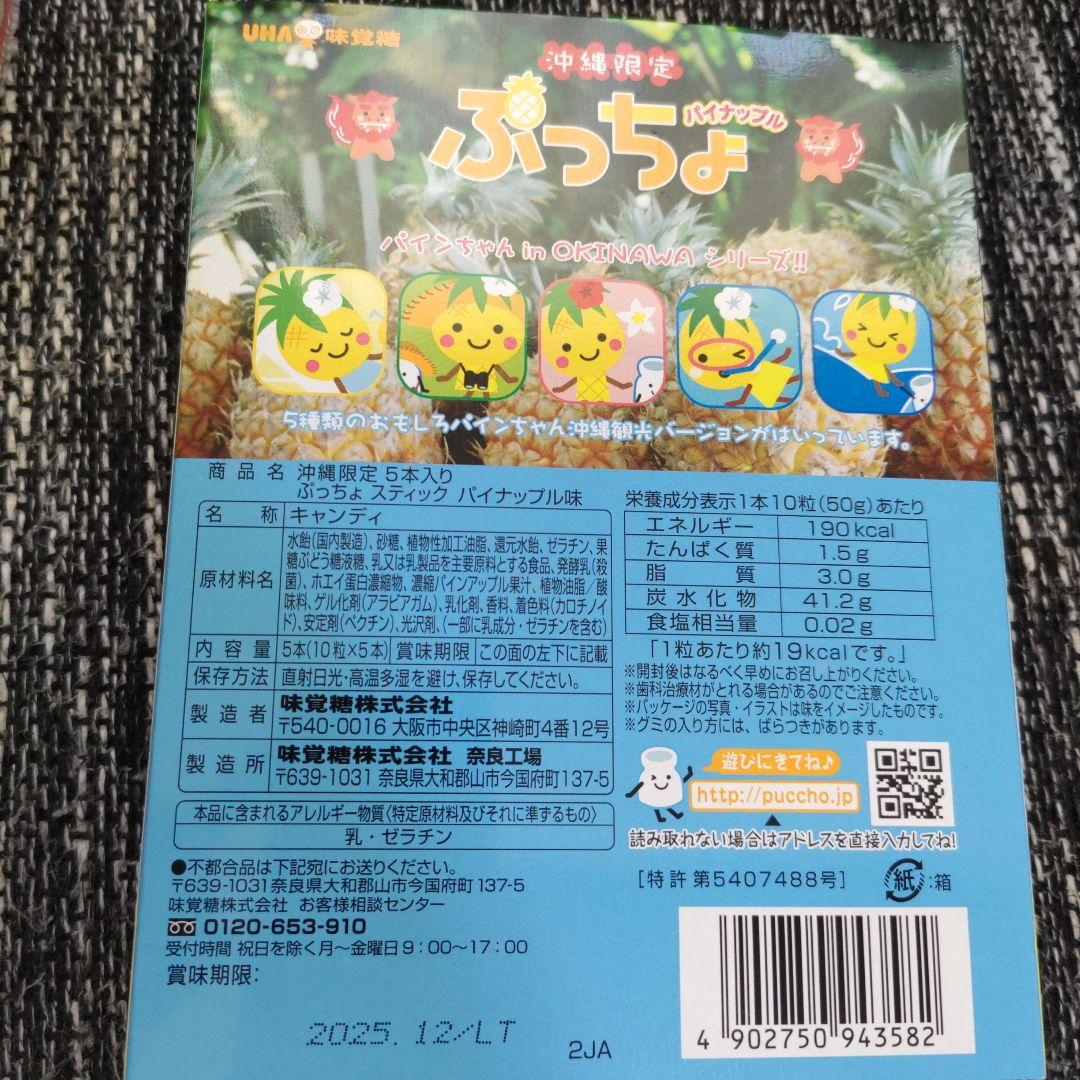 UHA味覚糖
沖縄限定
ぷっちょ
パイナップル
パインちゃん in OKINAWA シリーズ!!
5種類のおもしろパインちゃん沖縄観光バージョンがはいっています。
商品名 沖縄限定 5本入り
ぷっちょ スティック パイナップル味
名称 キャンディ
原材料名
水飴(国内製造)、砂糖、植物性加工油脂、還元水飴、ゼラチン、果
糖ぶどう糖液糖、乳又は乳製品を主要原料とする食品、発酵乳(殺
菌)、ホエイ蛋白濃縮物、濃縮パインアップル果汁、植物油脂/酸
味料、ゲル化剤(アラビアガム)、乳化剤、香料、着色料(カロチノイ
ド)、安定剤(ペクチン)、光沢剤、(一部に乳成分・ゼラチンを含む)
内容量 5本(10粒×5本) 賞味期限 この面の左下に記載
保存方法 直射日光・高温多湿を避け、保存してください。
製造者 味覚糖株式会社
〒540-0016 大阪市中央区神崎町4番12号
製造所 味覚糖株式会社 奈良工場
〒639-1031 奈良県大和郡山市今国府町137-5
本品に含まれるアレルギー物質〈特定原材料及びそれに準ずるもの〉
乳・ゼラチン
●不都合品は下記宛にお送りください。
〒639-1031奈良県大和郡山市今国府町137-5
味覚糖株式会社 お客様相談センター
0120-653-910
受付時間 祝日を除く月~金曜日9:00~17:00
賞味期限:
2025.12/LT
2JA
栄養成分表示1本10粒(50g)あたり
エネルギー 190kcal
たんぱく質 1.5g
脂質 3.0g
炭水化物 41.2g
食塩相当量 0.02g
「1粒あたり約19kcalです。」
※開封後はなるべく早めにお召し上がりください。
※歯科治療材がとれる場合があるのでご注意ください。
※パッケージの写真・イラストは味をイメージしたものです。
※グミの入り方には、ばらつきがあります。
遊びにきてね♪
http://puccho.jp
読み取れない場合はアドレスを直接入力してね!
[特許 第5407488号]
紙:箱
4 902750 943582